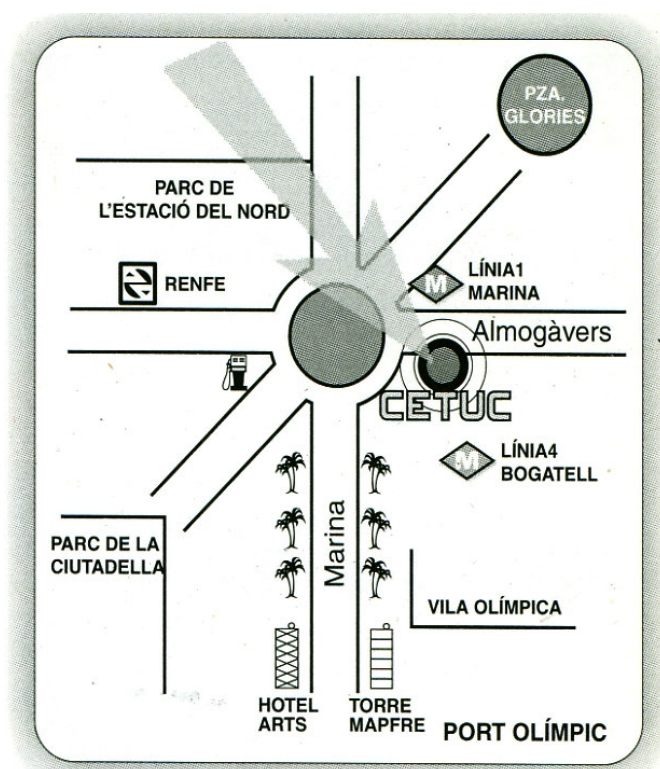 PZA.
GLORIES
PARC DE
L'ESTACIÓ DEL NORD
RENFE
M
LÍNIA1
MARINA
Almogàvers
CETUC
M
LÍNIA4
BOGATELL
Marina
PARC DE LA
CIUTADELLA
VILA OLÍMPICA
HOTEL
ARTS
TORRE
MAPFRE
PORT OLÍMPIC